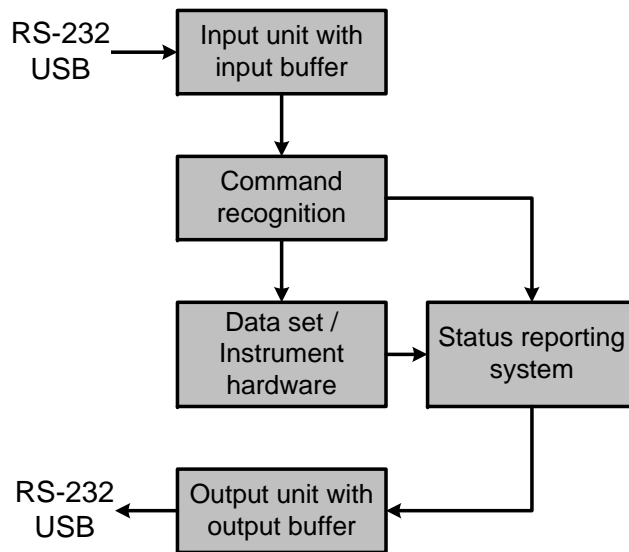 RS-232
USB
Input unit with
input buffer
Command
recognition
Data set /
Instrument
hardware
Status reporting
system
RS-232
USB
Output unit with
output buffer